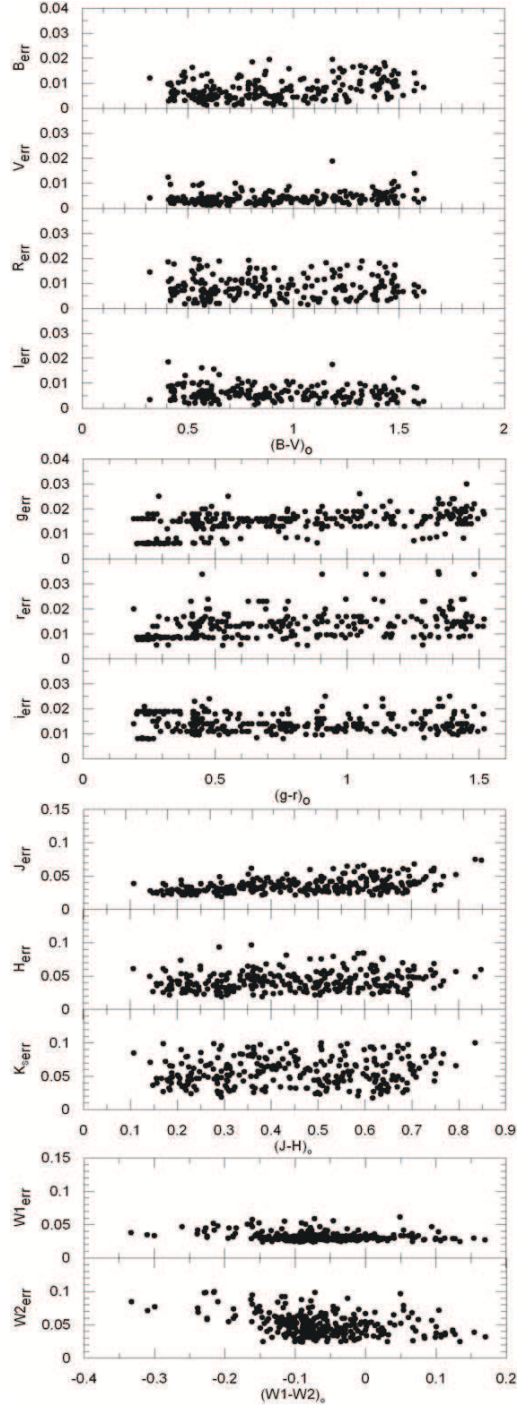 0.04
0.03
0.02
0.01
0
B_err
0.03
0.02
0.01
0
V_err
0.03
0.02
0.01
0
R_err
0.03
0.02
0.01
0
I_err
0.5 1 1.5 2
(B-V)_O
0.04
0.03
0.02
0.01
0
g_err
0.03
0.02
0.01
0
r_err
0.03
0.02
0.01
0
i_err
0 0.5 1 1.5
(g-r)_O
0.15
0.1
0.05
0
J_err
0.1
0.05
0
H_err
0.1
0.05
0
K_serr
0 0.1 0.2 0.3 0.4 0.5 0.6 0.7 0.8 0.9
(J-H)_o
0.15
0.1
0.05
0
W1_err
0.1
0.05
0
W2_err
-0.4 -0.3 -0.2 -0.1 0 0.1 0.2
(W1-W2)_o